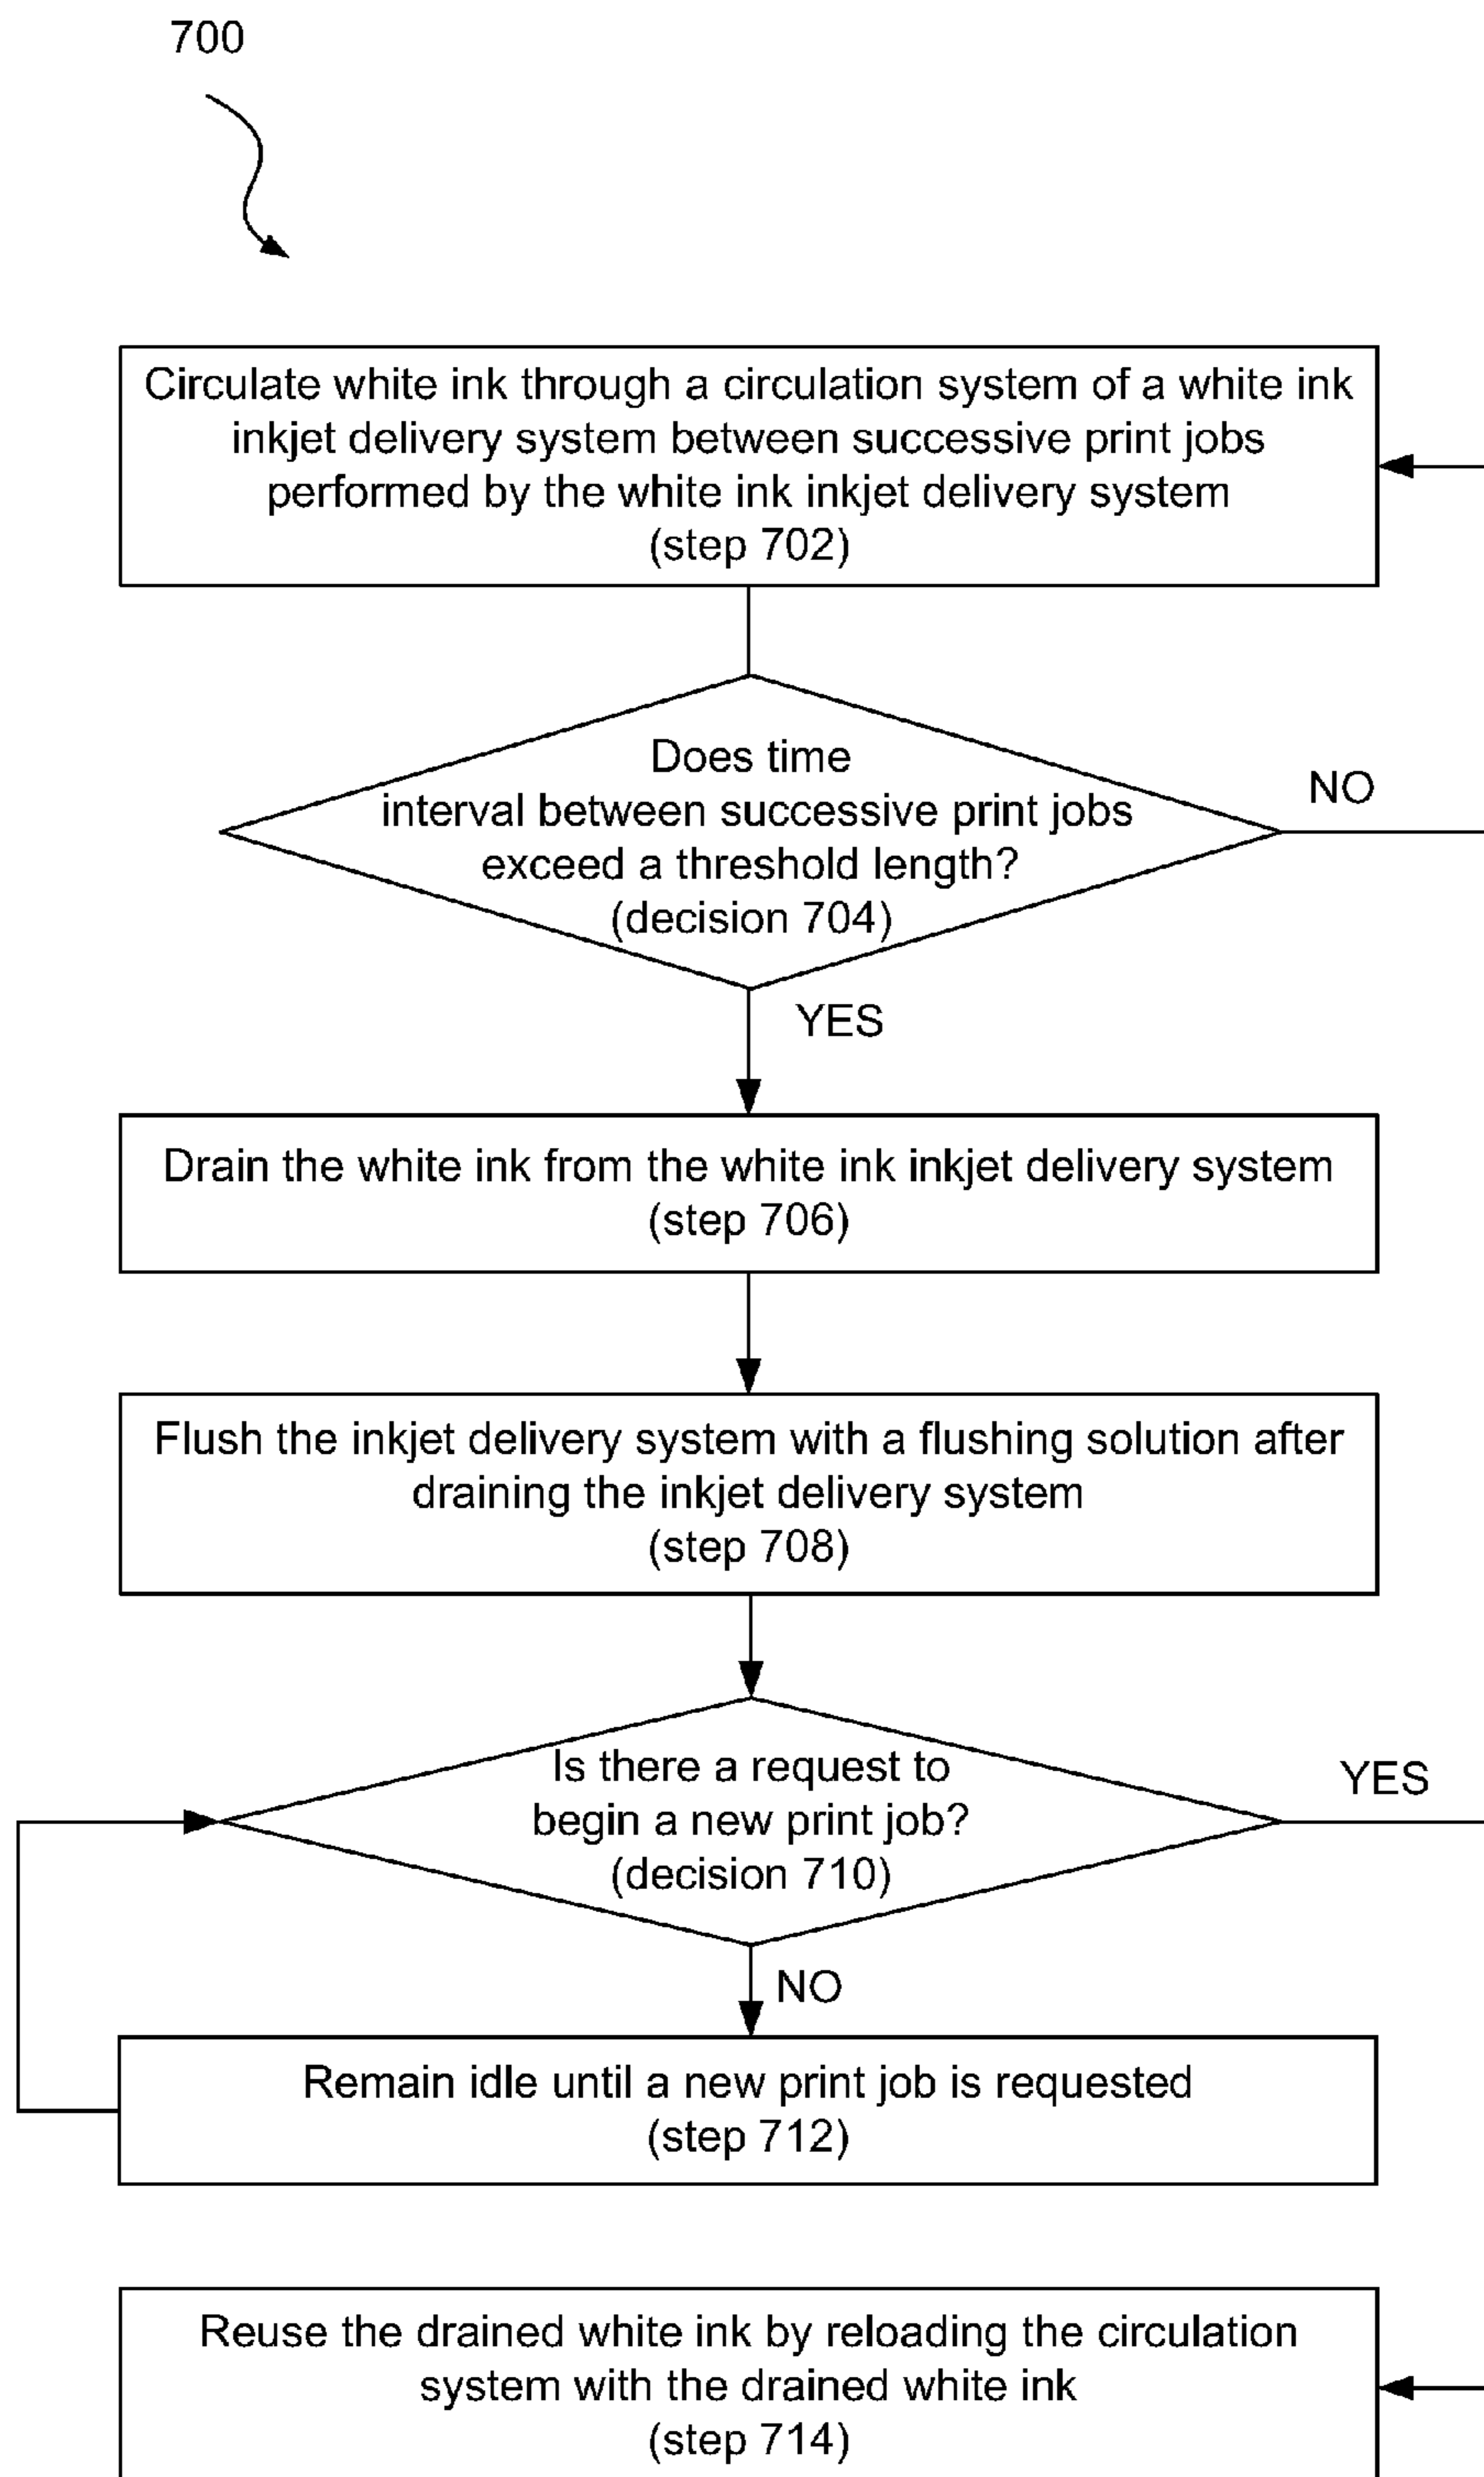 700
Circulate white ink through a circulation system of a white ink
inkjet delivery system between successive print jobs
performed by the white ink inkjet delivery system
(step 702)
Does time
interval between successive print jobs
exceed a threshold length?
(decision 704)
NO
YES
Drain the white ink from the white ink inkjet delivery system
(step 706)
Flush the inkjet delivery system with a flushing solution after
draining the inkjet delivery system
(step 708)
Is there a request to
begin a new print job?
(decision 710)
YES
NO
Remain idle until a new print job is requested
(step 712)
Reuse the drained white ink by reloading the circulation
system with the drained white ink
(step 714)